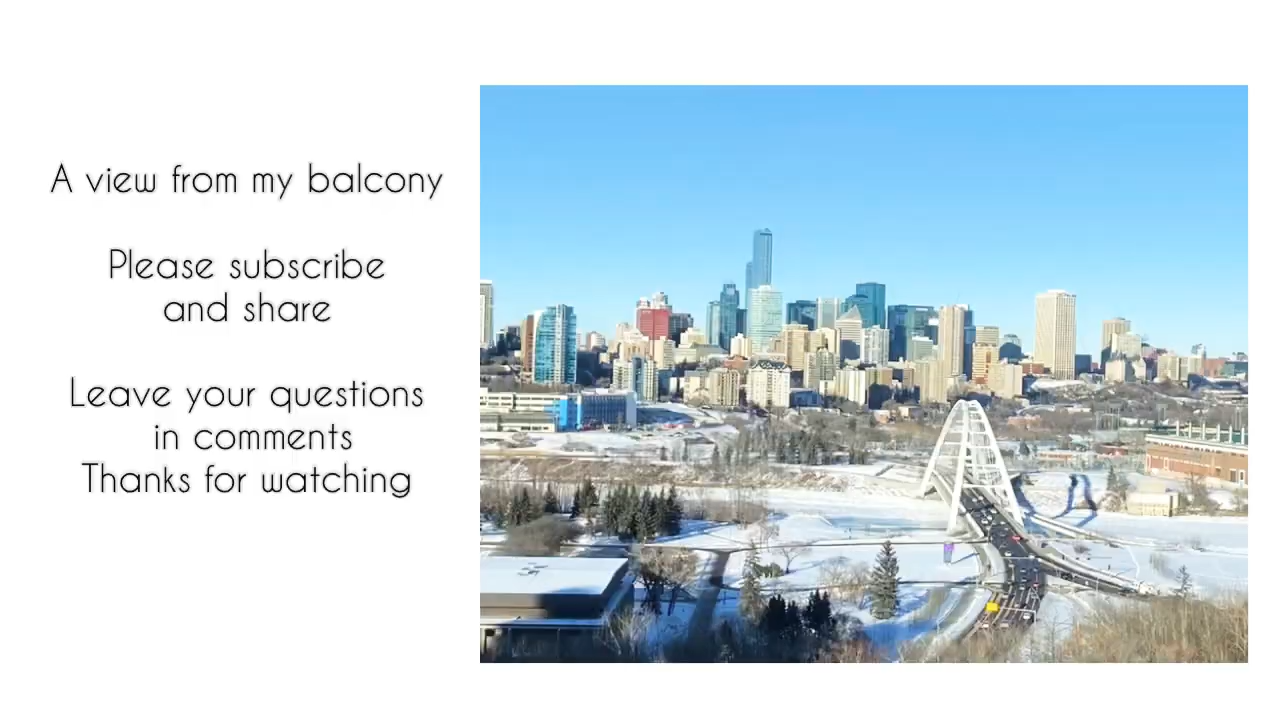 A view from my balcony
Please subscribe
and share
Leave your questions
in comments
Thanks for watching